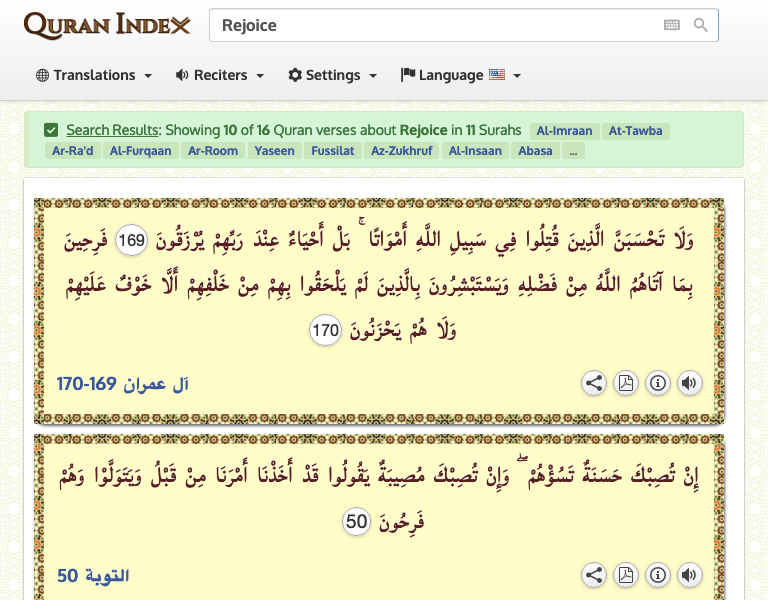 QURAN INDEX
Rejoice
Translations
Reciters
Settings
Language
Search Results: Showing 10 of 16 Quran verses about Rejoice in 11 Surahs Al-Imraan At-Tawba
Ar-Ra'd Al-Furqaan Ar-Room Yaseen Fussilat Az-Zukhruf Al-Insaan Abasa ...
وَلَا تَحْسَبَنَّ الَّذِينَ قُتِلُوا فِي سَبِيلِ اللَّهِ أَمْوَاتًا ۚ بَلْ أَحْيَاءٌ عِنْدَ رَبِّهِمْ يُرْزَقُونَ 169 فَرِحِينَ
بِمَا آتَاهُمُ اللَّهُ مِنْ فَضْلِهِ وَيَسْتَبْشِرُونَ بِالَّذِينَ لَمْ يَلْحَقُوا بِهِمْ مِنْ خَلْفِهِمْ أَلَّا خَوْفٌ عَلَيْهِمْ
وَلَا هُمْ يَحْزَنُونَ 170
آل عمران 169-170
إِنْ تُصِبْكَ حَسَنَةٌ تَسُؤْهُمْ ۖ وَإِنْ تُصِبْكَ مُصِيبَةٌ يَقُولُوا قَدْ أَخَذْنَا أَمْرَنَا مِنْ قَبْلُ وَيَتَوَلَّوْا وَهُمْ
فَرِحُونَ 50
التوبة 50